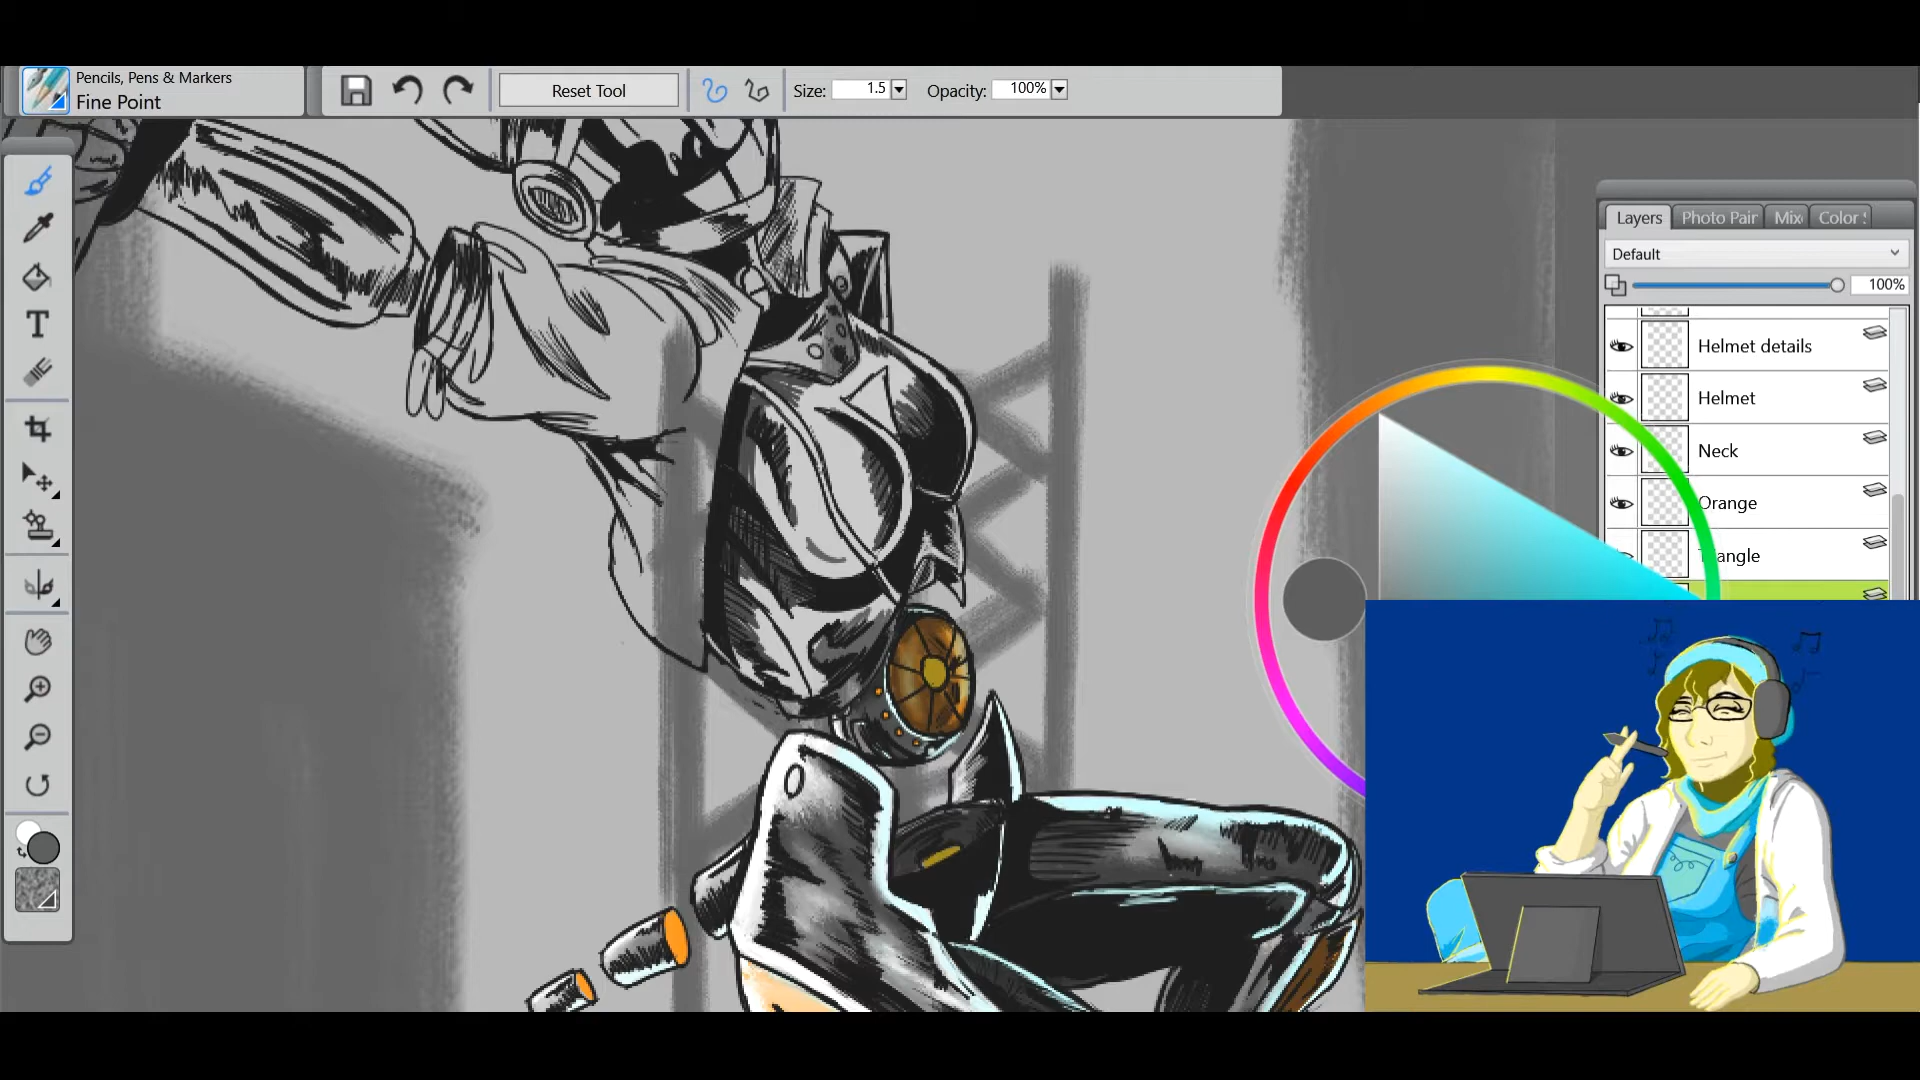 Pencils, Pens & Markers
Fine Point
Reset Tool
Size: 1.5
Opacity: 100%
Layers Photo Pair Mix Color
Default
100%
Helmet details
Helmet
Neck
Orange
T